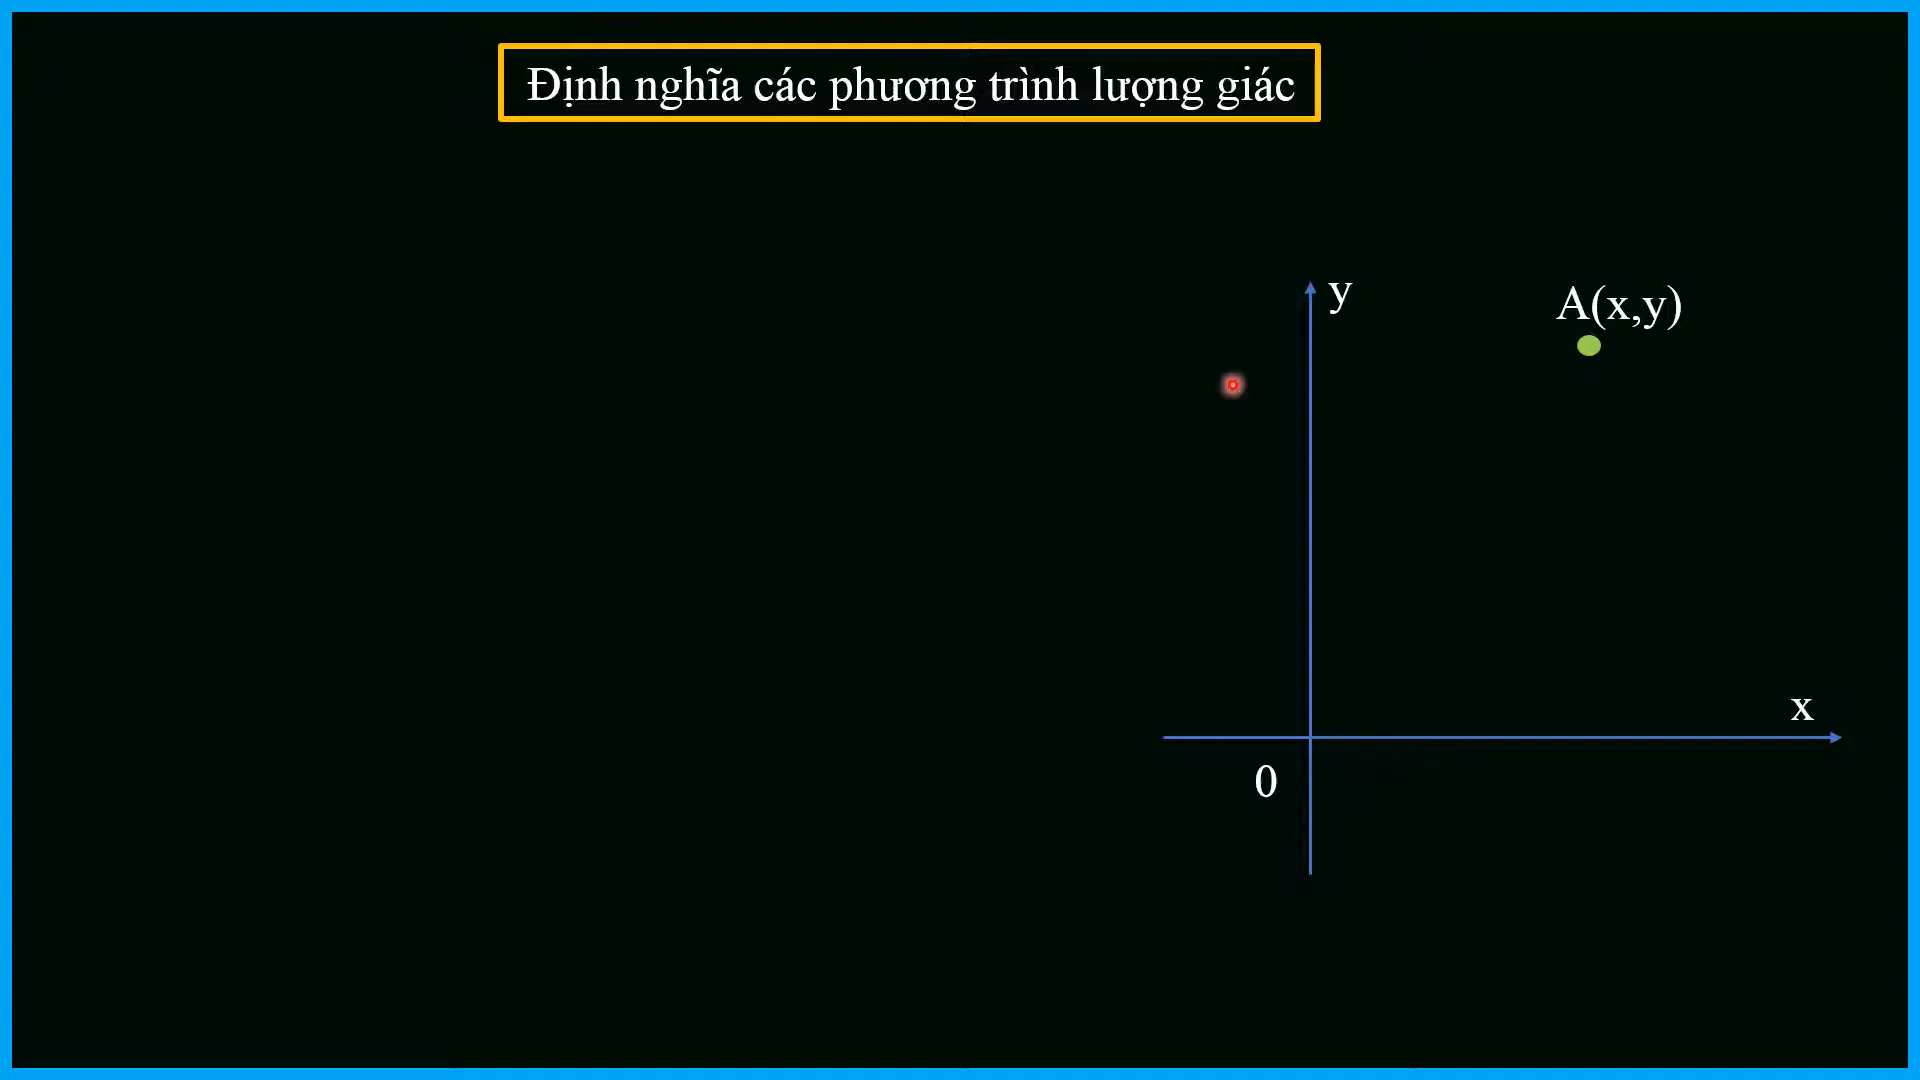 Định nghĩa các phương trình lượng giác
y
A(x,y)
x
0